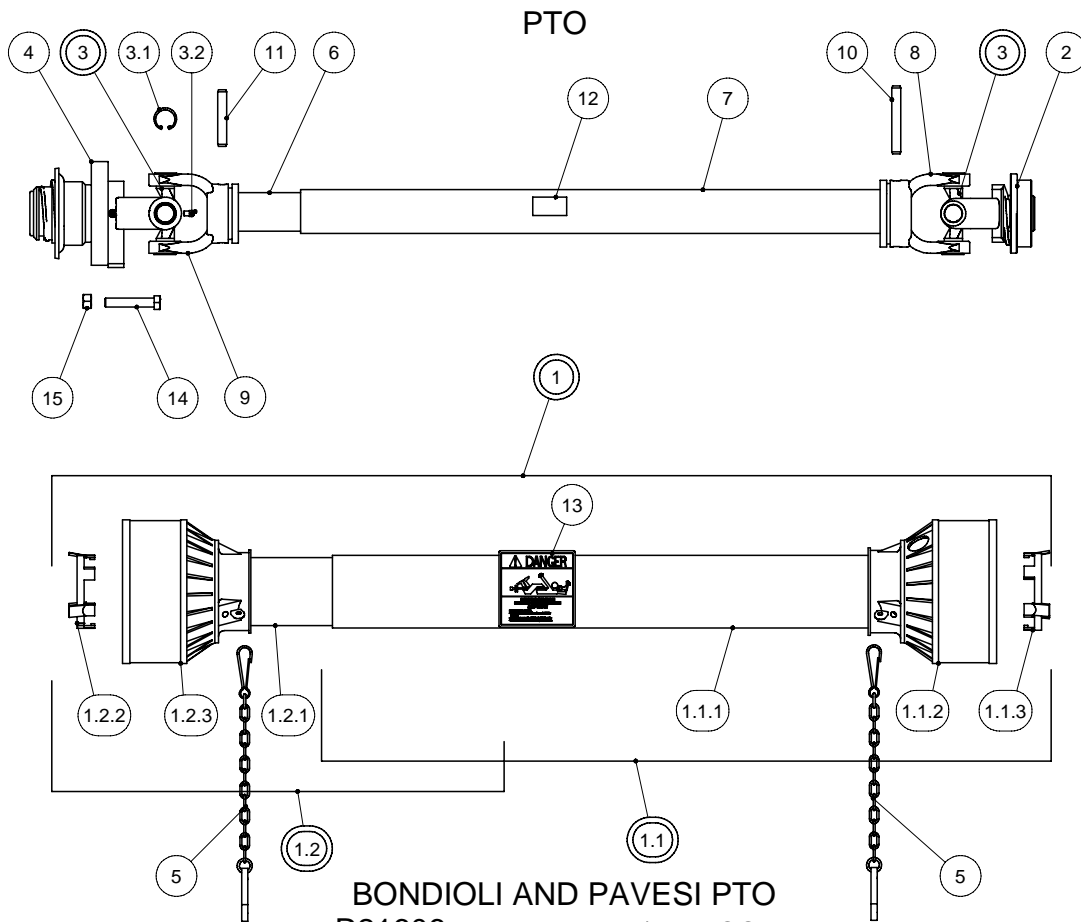 PTO
4 3 3.1 3.2 11 6 12 7 10 8 3 2
15 14 9
1
13
DANGER
1.2.2 1.2.3 1.2.1 1.1.1 1.1.2 1.1.3
5 1.2 1.1 5
BONDIOLI AND PAVESI PTO